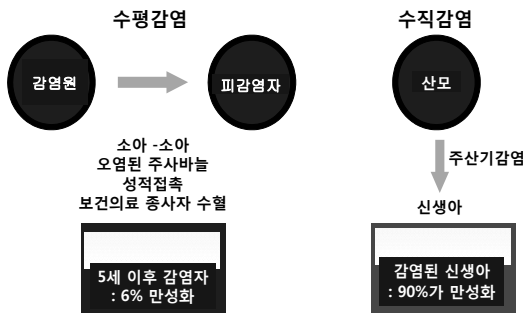 수평감염
감염원
피감염자
소아 -소아
오염된 주사바늘
성적접촉
보건의료 종사자 수혈
5세 이후 감염자
: 6% 만성화
수직감염
산모
주산기감염
신생아
감염된 신생아
: 90%가 만성화